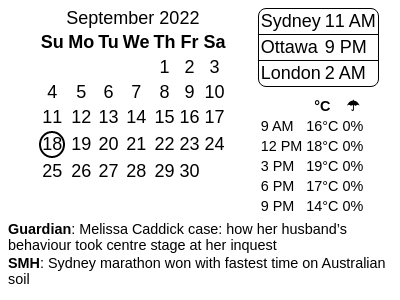 September 2022
Su Mo Tu We Th Fr Sa
1 2 3
4 5 6 7 8 9 10
11 12 13 14 15 16 17
18 19 20 21 22 23 24
25 26 27 28 29 30
Sydney 11 AM
Ottawa 9 PM
London 2 AM
°C ☂
9 AM 16°C 0%
12 PM 18°C 0%
3 PM 19°C 0%
6 PM 17°C 0%
9 PM 14°C 0%
Guardian: Melissa Caddick case: how her husband’s
behaviour took centre stage at her inquest
SMH: Sydney marathon won with fastest time on Australian
soil